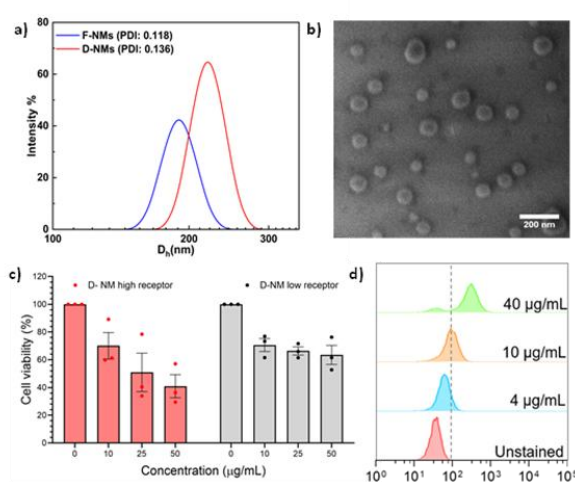 a)
F-NMs (PDI: 0.118)
D-NMs (PDI: 0.136)
Intensity %
80
60
40
20
0
100
200
300
Dh(nm)
b)
200 nm
c)
D- NM high receptor
D-NM low receptor
Cell viability (%)
120
100
80
60
40
20
0
0
10
25
50
0
10
25
50
Concentration (µg/mL)
d)
40 µg/mL
10 µg/mL
4 µg/mL
Unstained
10⁰ 10¹ 10² 10³ 10⁴ 10⁵